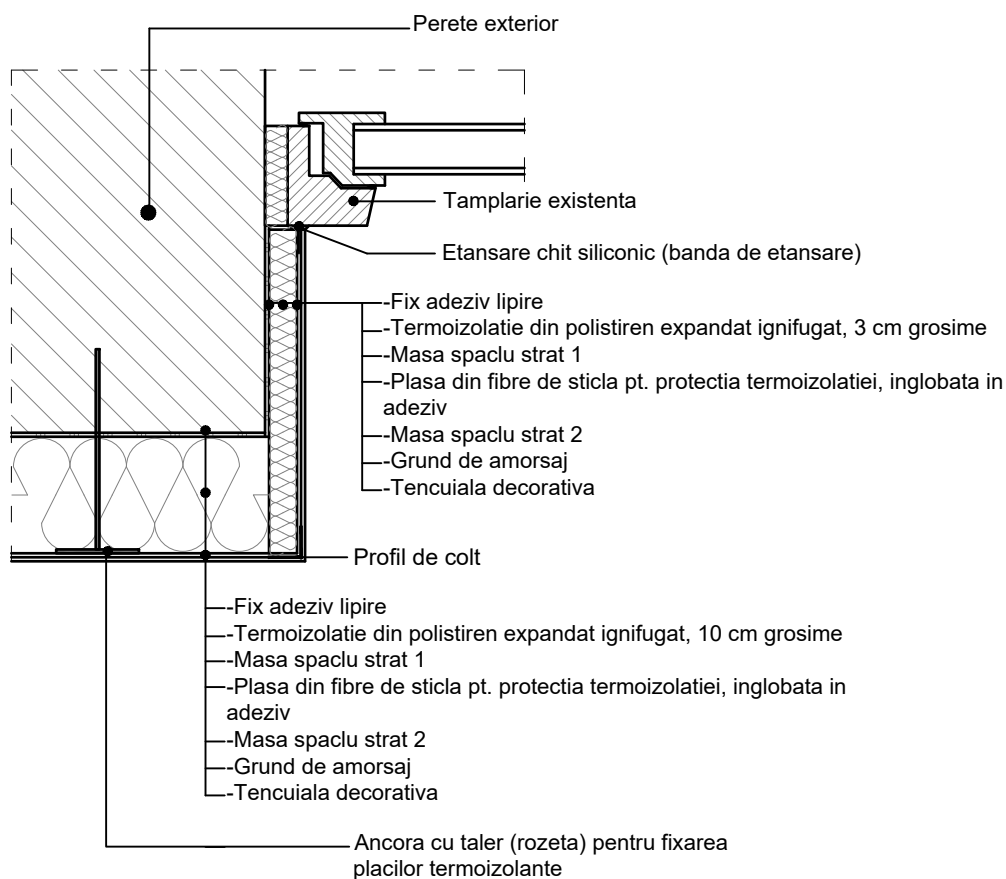 Perete exterior
Tamplarie existenta
Etansare chit siliconic (banda de etansare)
-Fix adeziv lipire
-Termoizolatie din polistiren expandat ignifugat, 3 cm grosime
-Masa spaclu strat 1
-Plasa din fibre de sticla pt. protectia termoizolatiei, inglobata in
adeziv
-Masa spaclu strat 2
-Grund de amorsaj
-Tencuiala decorativa
Profil de colt
-Fix adeziv lipire
-Termoizolatie din polistiren expandat ignifugat, 10 cm grosime
-Masa spaclu strat 1
-Plasa din fibre de sticla pt. protectia termoizolatiei, inglobata in
adeziv
-Masa spaclu strat 2
-Grund de amorsaj
-Tencuiala decorativa
Ancora cu taler (rozeta) pentru fixarea
placilor termoizolante